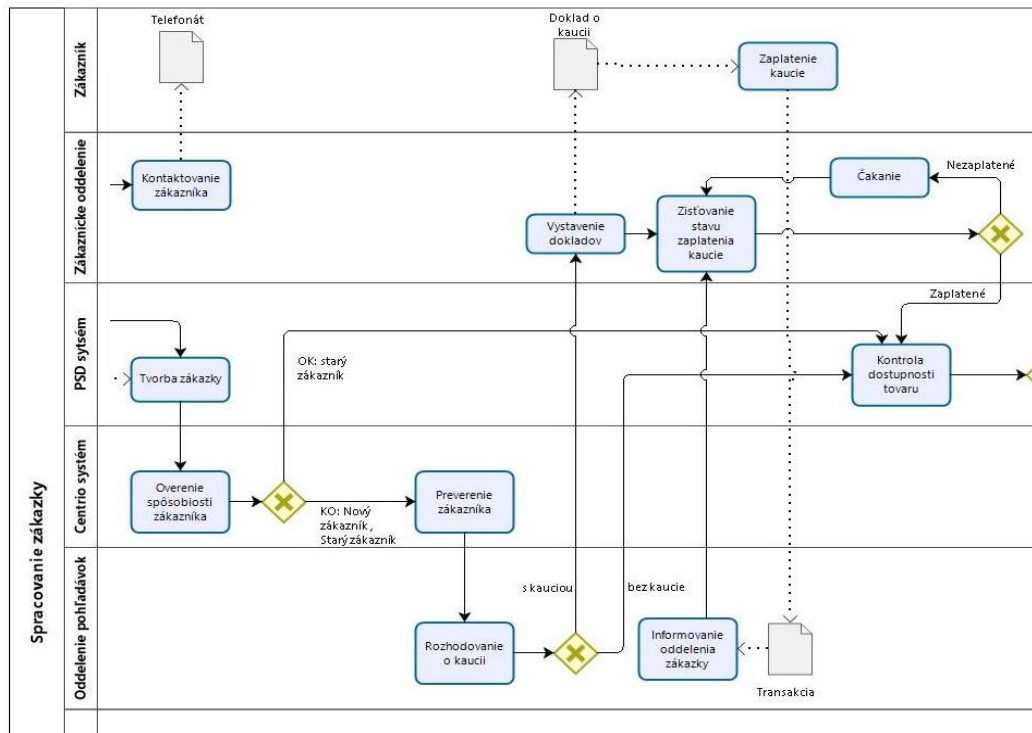 Spracovanie zákazky
Zákazník
Telefonát
Doklad o
kaucii
Zaplatenie
kaucie
Zákaznícke oddelenie
Kontaktovanie
zákazníka
Vystavenie
dokladov
Zisťovanie
stavu
zaplatenia
kaucie
Čakanie
Nezaplatené
Zaplatené
PSD sytsém
Tvorba zákazky
OK: starý
zákazník
Kontrola
dostupnosti
tovaru
Centrio systém
Overenie
spôsobiosti
zákazníka
KO: Nový
zákazník,
Starý zákazník
Preverenie
zákazníka
Oddelenie pohľadávok
Rozhodovanie
o kaucii
s kauciou
bez kaucie
Informovanie
oddelenia
zákazky
Transakcia